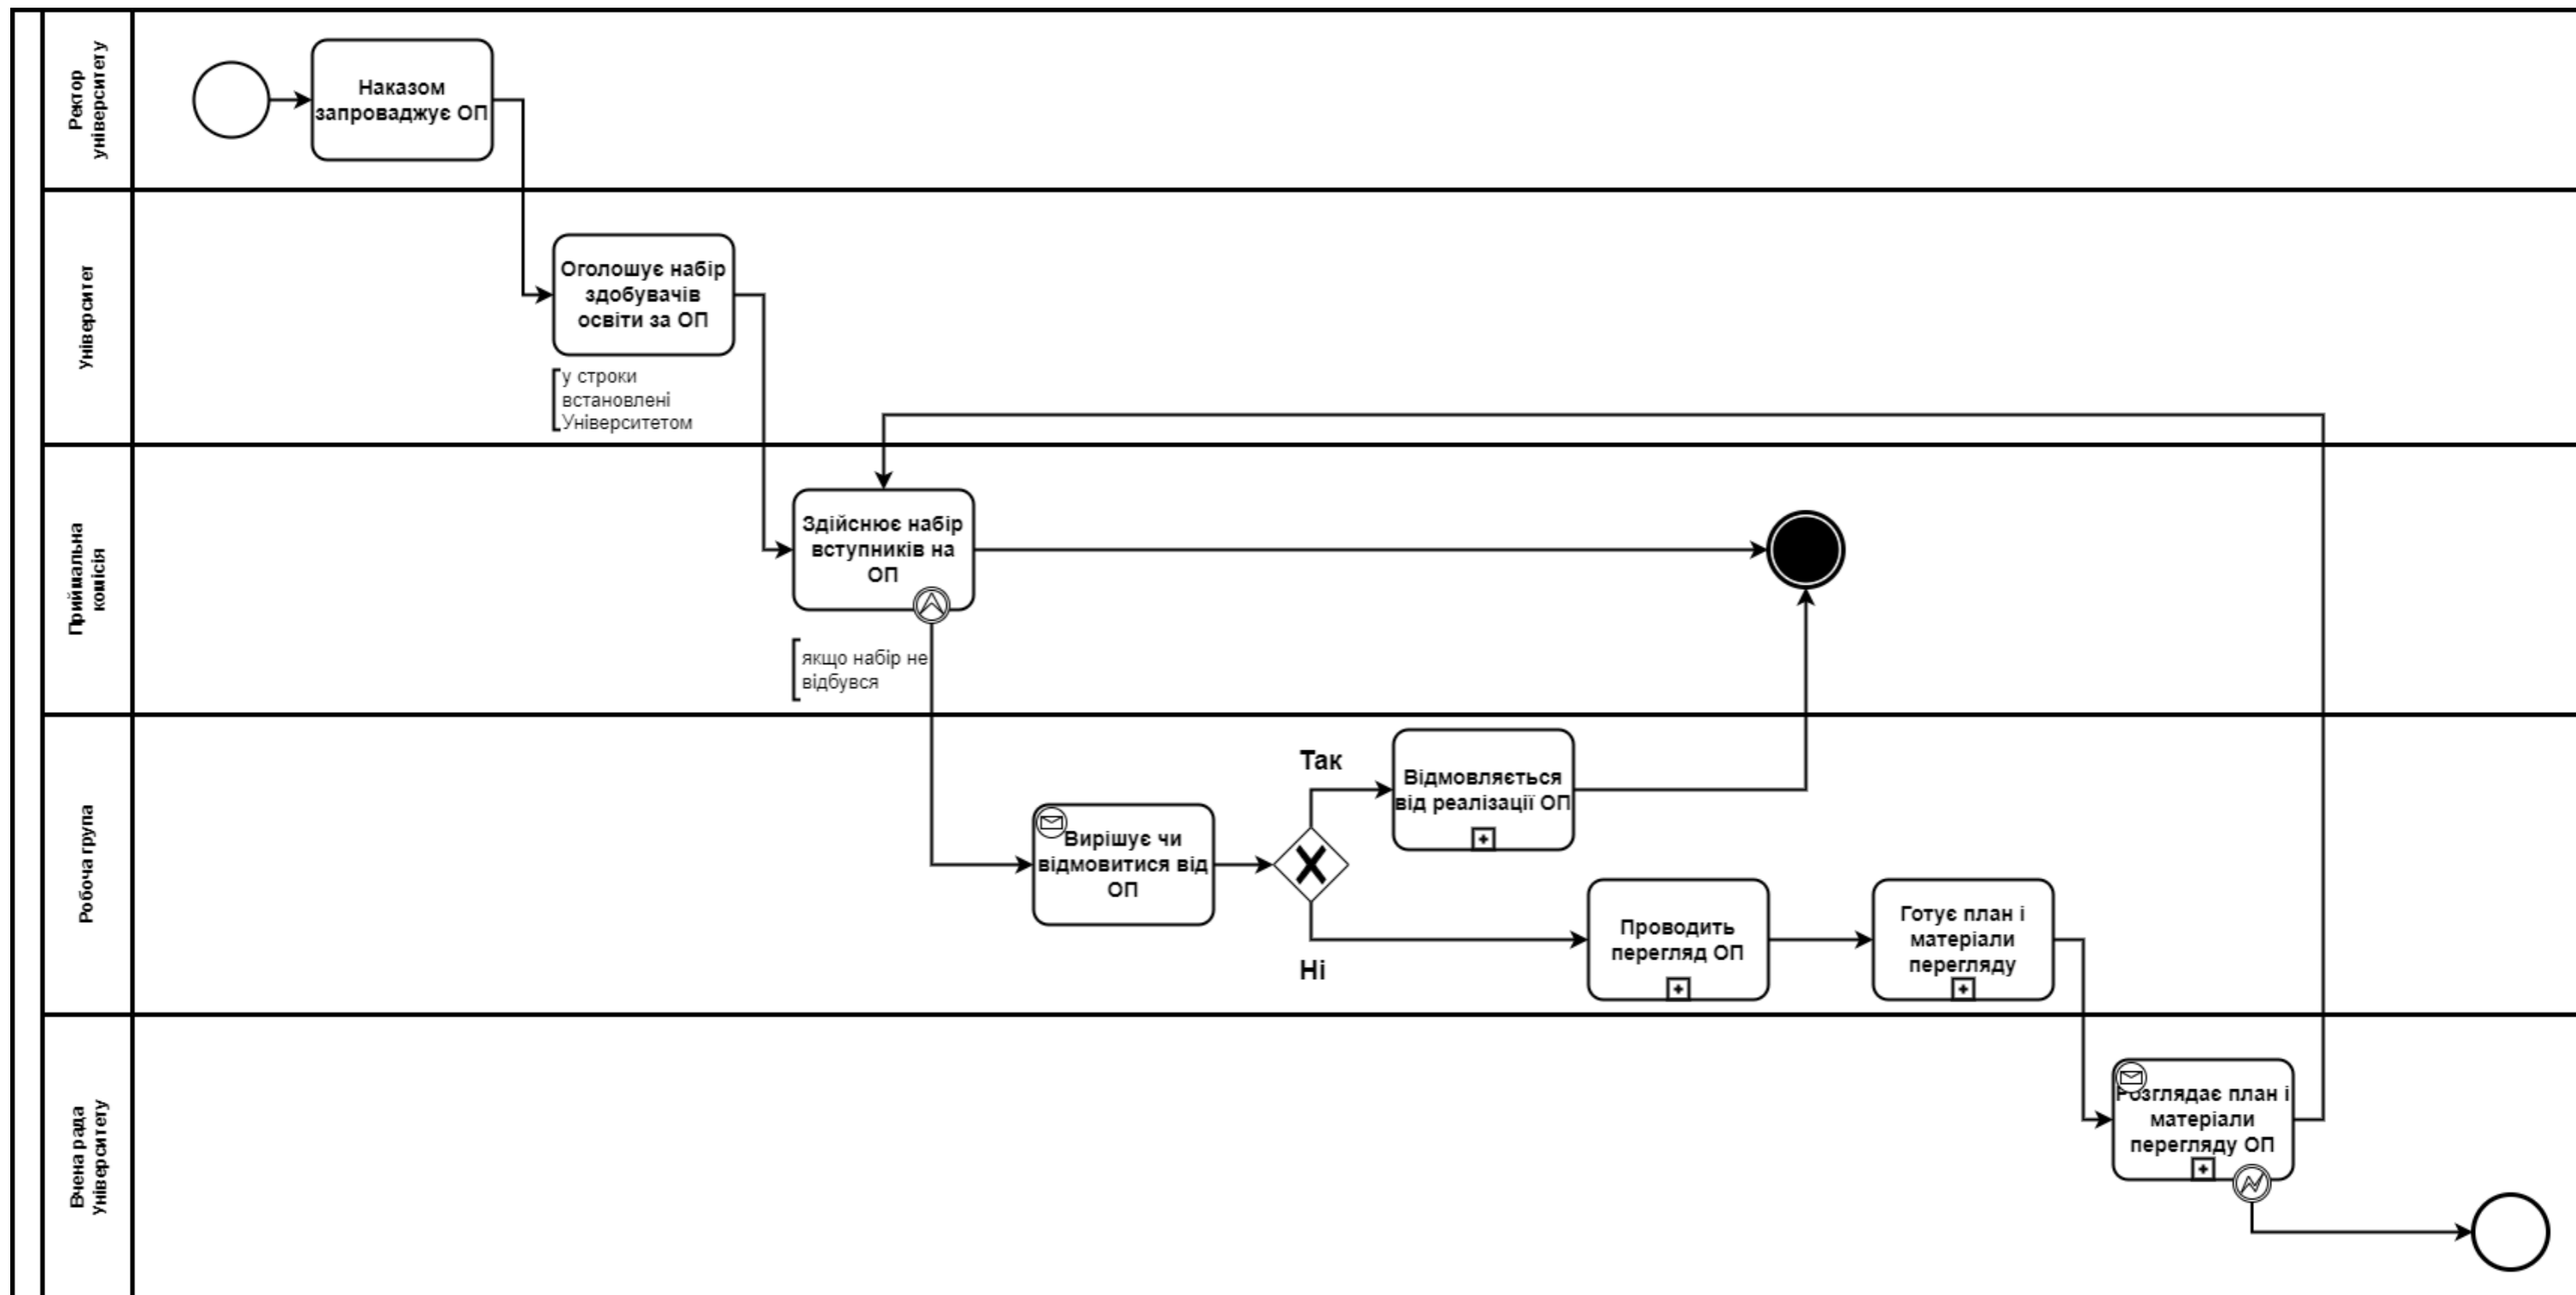 Ректор
університету
Наказом
запроваджує ОП
Університет
Оголошує набір
здобувачів
освіти за ОП
у строки
встановлені
Університетом
Приймальна
комісія
Здійснює набір
вступників на
ОП
якщо набір не
відбувся
Робоча група
Вирішує чи
відмовитися від
ОП
Так
Відмовляється
від реалізації ОП
Ні
Проводить
перегляд ОП
Готує план і
матеріали
перегляду
Вчена рада
Університету
Розглядає план і
матеріали
перегляду ОП